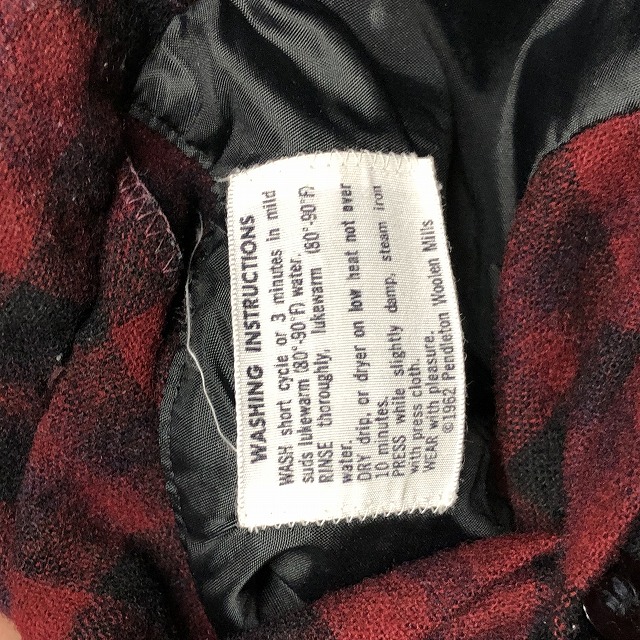 WASHING INSTRUCTIONS
WASH short cycle or 3 minutes in mild
suds lukewarm (80°-90°F) water.
RINSE thoroughly, lukewarm (80°-90°F)
water.
DRY drip, or dryer on low heat not over
10 minutes.
PRESS while slightly damp, steam iron
with press cloth.
WEAR with pleasure.
©1962 Pendleton Woolen Mills